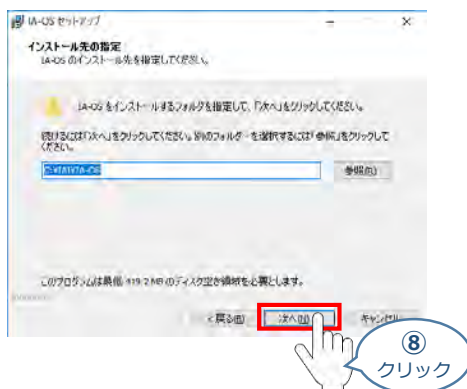 IA-OS セットアップ
インストール先の指定
IA-OS のインストール先を指定してください。
IA-OS をインストールするフォルダを指定して、「次へ」をクリックしてください。
続けるには「次へ」をクリックしてください。別のフォルダーを選択するには「参照」をクリックして
ください。
C:¥IAI¥IA-OS
参照(R)
このプログラムは最低 419.2 MB のディスク空き領域を必要とします。
< 戻る(B)
次へ(N)
キャンセル
⑧
クリック